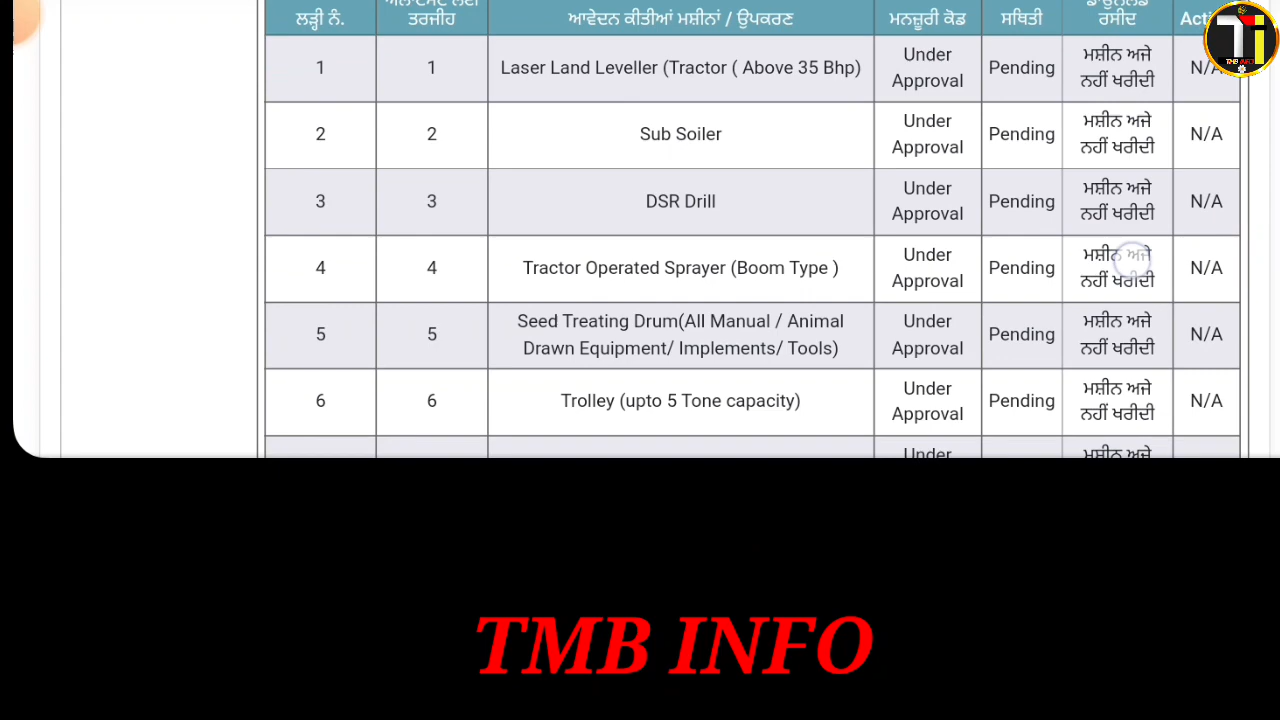 ਲੜੀ ਨੰ. ਤਰਜੀਹ ਆਵੇਦਨ ਕੀਤੀਆਂ ਮਸ਼ੀਨਾਂ / ਉਪਕਰਣ ਮਨਜ਼ੂਰੀ ਕੋਡ ਸਥਿਤੀ ਰਸੀਦ
1 1 Laser Land Leveller (Tractor ( Above 35 Bhp) Under Approval Pending ਮਸ਼ੀਨ ਅਜੇ ਨਹੀਂ ਖਰੀਦੀ N/A
2 2 Sub Soiler Under Approval Pending ਮਸ਼ੀਨ ਅਜੇ ਨਹੀਂ ਖਰੀਦੀ N/A
3 3 DSR Drill Under Approval Pending ਮਸ਼ੀਨ ਅਜੇ ਨਹੀਂ ਖਰੀਦੀ N/A
4 4 Tractor Operated Sprayer (Boom Type ) Under Approval Pending ਮਸ਼ੀਨ ਅਜੇ ਨਹੀਂ ਖਰੀਦੀ N/A
5 5 Seed Treating Drum(All Manual / Animal Drawn Equipment/ Implements/ Tools) Under Approval Pending ਮਸ਼ੀਨ ਅਜੇ ਨਹੀਂ ਖਰੀਦੀ N/A
6 6 Trolley (upto 5 Tone capacity) Under Approval Pending ਮਸ਼ੀਨ ਅਜੇ ਨਹੀਂ ਖਰੀਦੀ N/A
Under ਮਸ਼ੀਨ ਅਜੇ
Ti
TMB INFO
TMB INFO